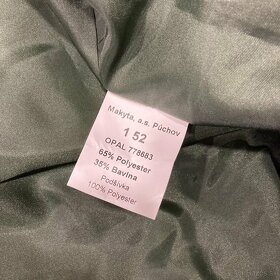 Makyta, a.s. Púchov
1 52
OPAL 778683
65% Polyester
35% Bavlna
Podšívka
100% Polyester